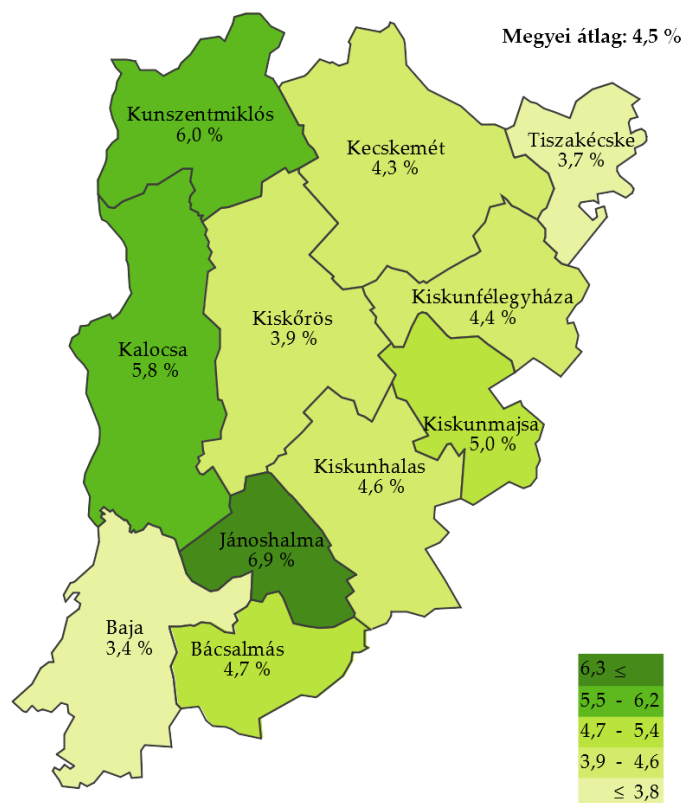 Megyei átlag: 4,5 %
Kunszentmiklós
6,0 %
Kecskemét
4,3 %
Tiszakécske
3,7 %
Kiskunfélegyháza
4,4 %
Kiskőrös
3,9 %
Kalocsa
5,8 %
Kiskunmajsa
5,0 %
Kiskunhalas
4,6 %
Jánoshalma
6,9 %
Baja
3,4 %
Bácsalmás
4,7 %
6,3 ≤
5,5 - 6,2
4,7 - 5,4
3,9 - 4,6
≤ 3,8